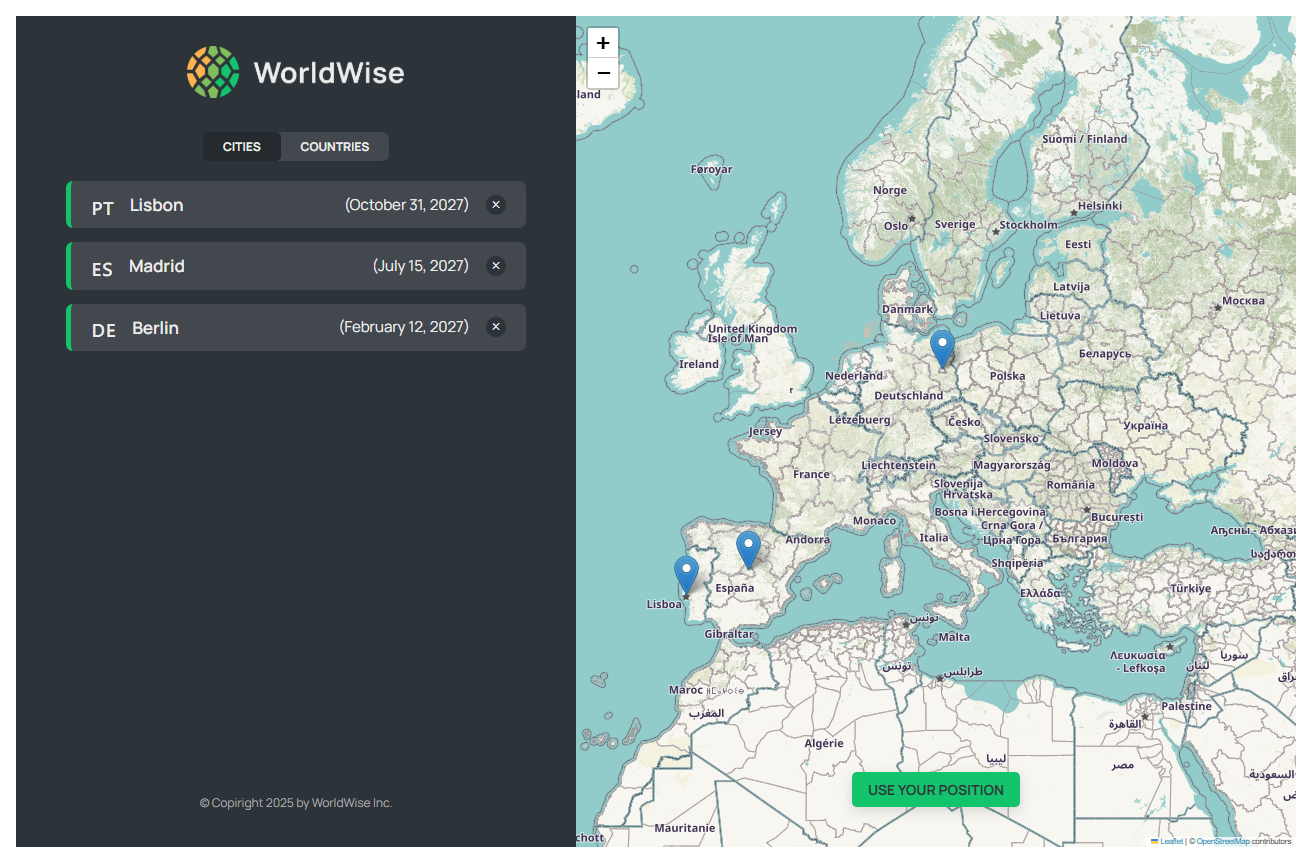 WorldWise
CITIES COUNTRIES
PT Lisbon (October 31, 2027) ×
ES Madrid (July 15, 2027) ×
DE Berlin (February 12, 2027) ×
© Copiright 2025 by WorldWise Inc.
+
−
land
Suomi / Finland
Føroyar
Norge
Helsinki
Oslo
Sverige
Stockholm
Eesti
Latvija
Москва
Danmark
Lietuva
United Kingdom
Isle of Man
Беларусь
Ireland
Nederland
Polska
Deutschland
Lëtzebuerg
Česko
Україна
Jersey
Slovensko
Liechtenstein
Magyarország
Moldova
France
Slovenija
România
Hrvatska
Bosna i Hercegovina
București
Monaco
Crna Gora /
Црна Гора
Andorra
Italia
България
Shqipëria
España
Türkiye
Ελλάδα
Lisboa
تونس
Gibraltar
Malta
Λευκωσία
- Lefkoşa
سوريا
لبنان
تونس
طرابلس
Maroc
المغرب
Palestine
القاهرة
Algérie
ليبيا
مصر
السعودية
USE YOUR POSITION
Mauritanie
chott
Leaflet | © OpenStreetMap contributors